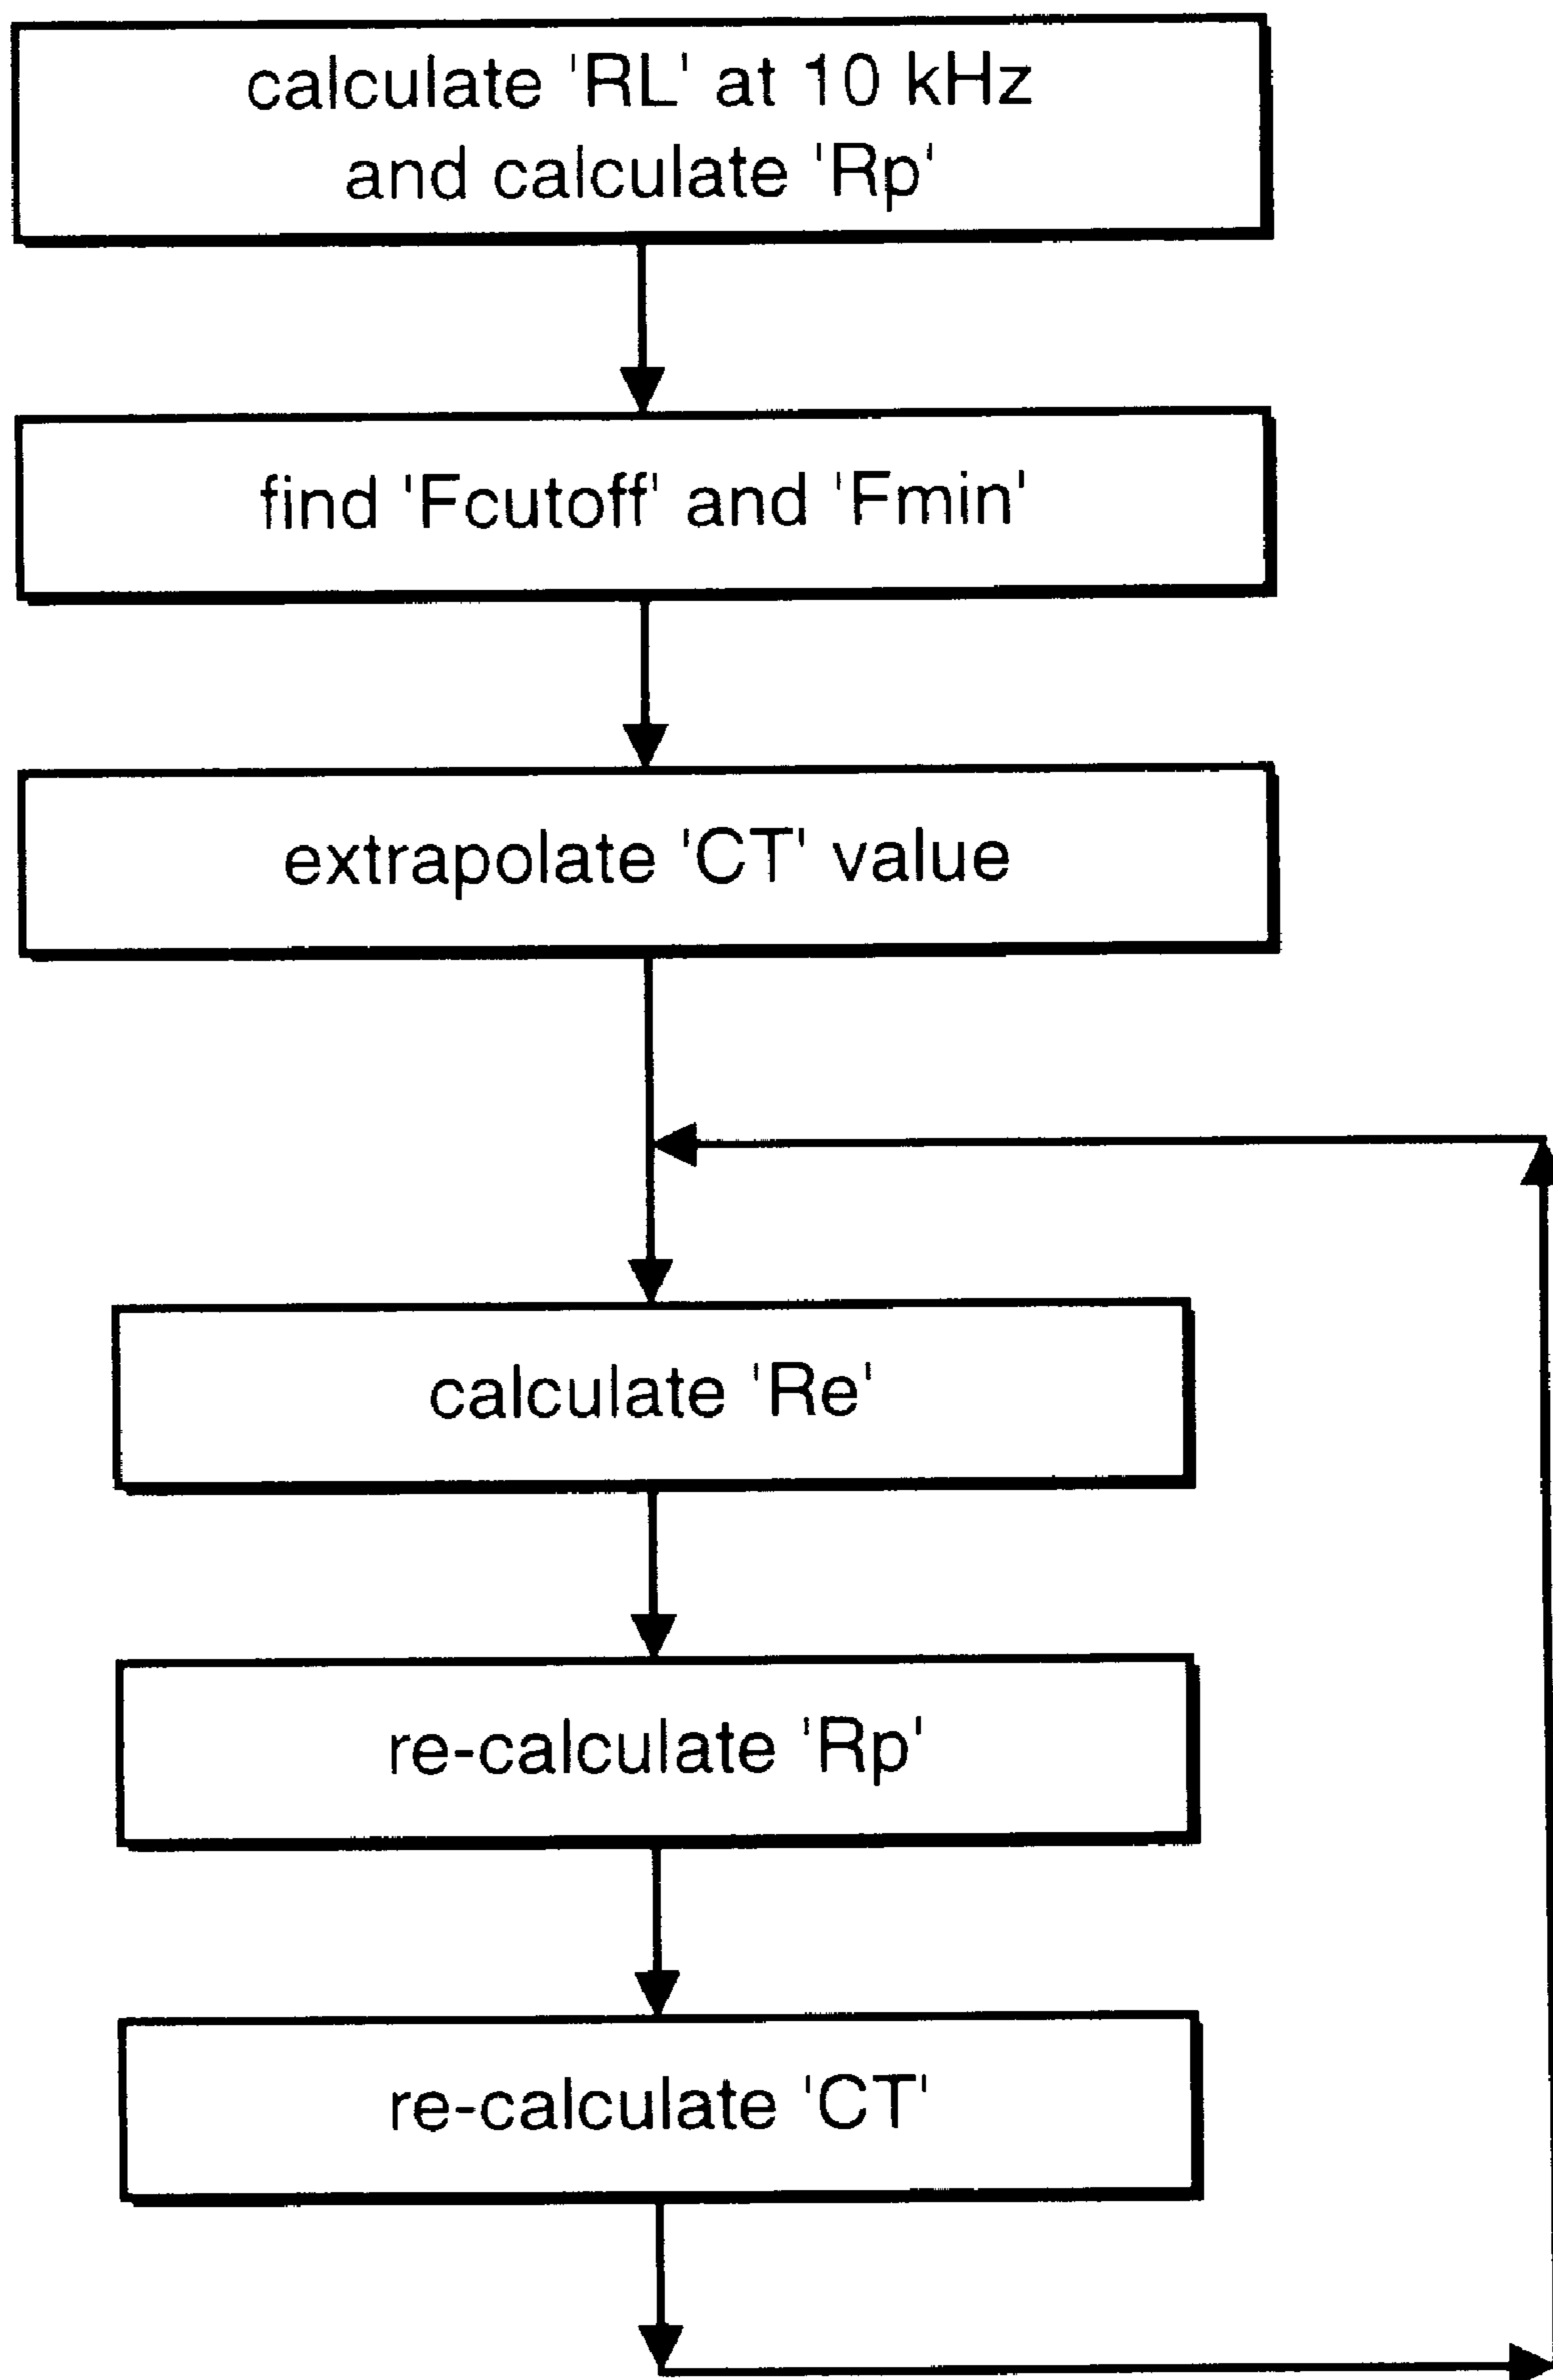 calculate 'RL' at 10 kHz
and calculate 'Rp'
find 'Fcutoff' and 'Fmin'
extrapolate 'CT' value
calculate 'Re'
re-calculate 'Rp'
re-calculate 'CT'